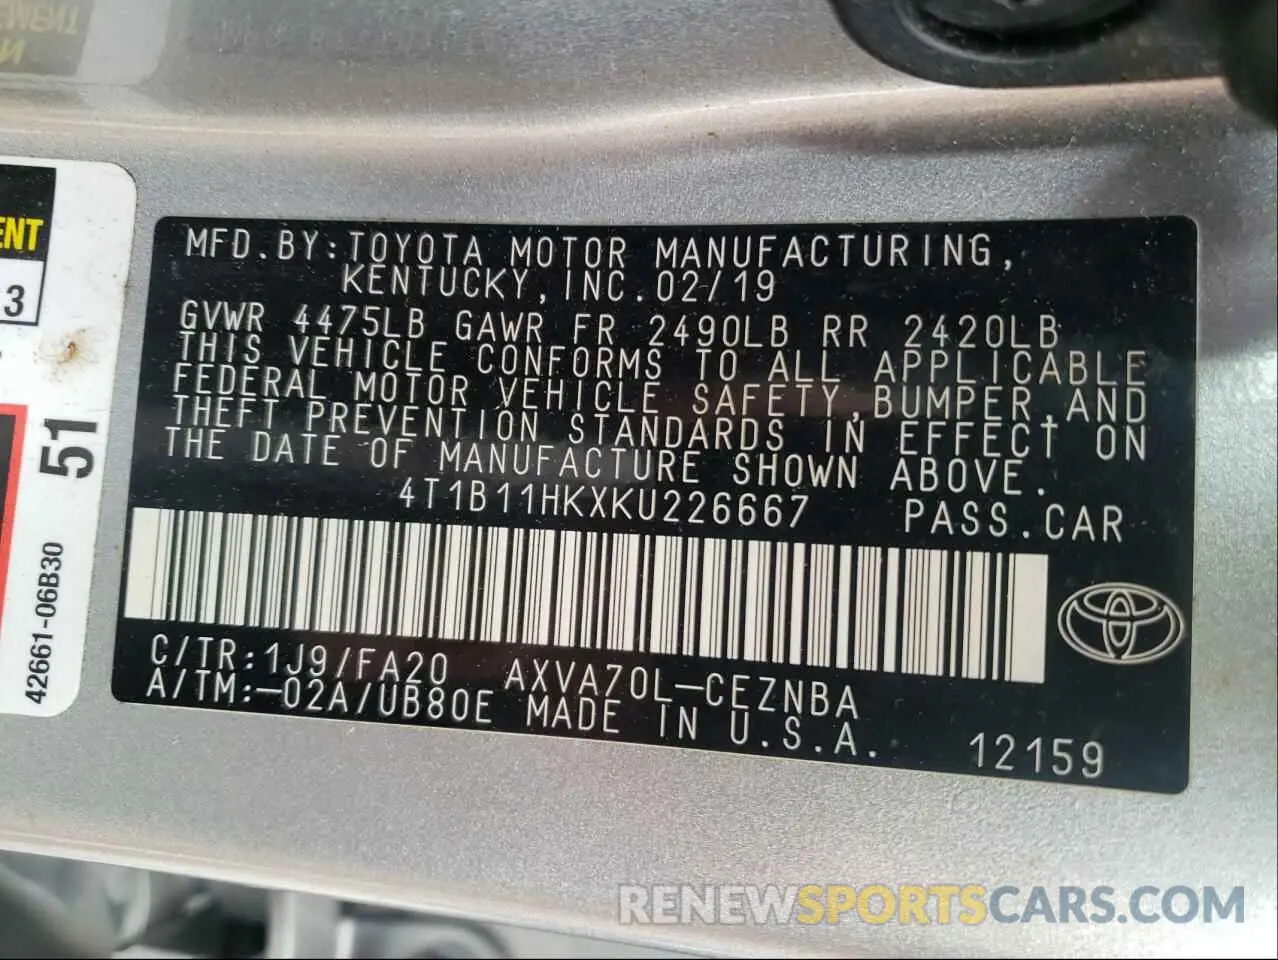 ENT
3
51
42661-06B30
MFD.BY:TOYOTA MOTOR MANUFACTURING,
KENTUCKY,INC.02/19
GVWR 4475LB GAWR FR 2490LB RR 2420LB
THIS VEHICLE CONFORMS TO ALL APPLICABLE
FEDERAL MOTOR VEHICLE SAFETY,BUMPER,AND
THEFT PREVENTION STANDARDS IN EFFECT ON
THE DATE OF MANUFACTURE SHOWN ABOVE.
4T1B11HKXKU226667 PASS.CAR
C/TR:1J9/FA20 AXVA70L-CEZNBA
A/TM:-02A/UB80E MADE IN U.S.A.
12159
RENEWSPORTSCARS.COM